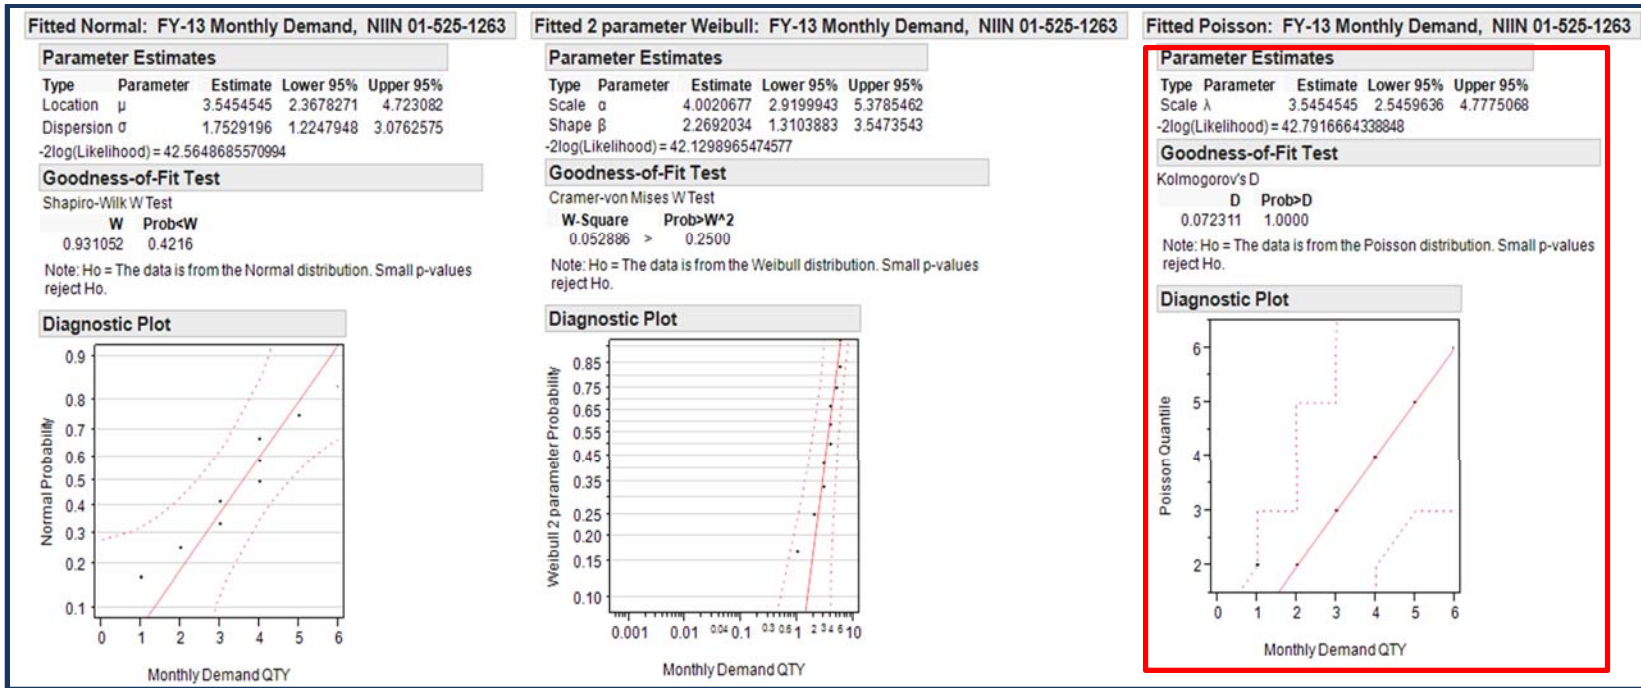 Fitted Normal: FY-13 Monthly Demand, NIIN 01-525-1263
Parameter Estimates
Type Parameter Estimate Lower 95% Upper 95%
Location μ 3.5454545 2.3678271 4.723082
Dispersion σ 1.7529196 1.2247948 3.0762575
-2log(Likelihood) = 42.5648685570994
Goodness-of-Fit Test
Shapiro-Wilk W Test
W Prob<W
0.931052 0.4216
Note: Ho = The data is from the Normal distribution. Small p-values
reject Ho.
Diagnostic Plot
0.9
0.8
0.7
0.6
0.5
0.4
0.3
0.2
0.1
Normal Probability
0 1 2 3 4 5 6
Monthly Demand QTY
Fitted 2 parameter Weibull: FY-13 Monthly Demand, NIIN 01-525-1263
Parameter Estimates
Type Parameter Estimate Lower 95% Upper 95%
Scale α 4.0020677 2.9199943 5.3785462
Shape β 2.2692034 1.3103883 3.5473543
-2log(Likelihood) = 42.1298965474577
Goodness-of-Fit Test
Cramer-von Mises W Test
W-Square Prob>W^2
0.052886 > 0.2500
Note: Ho = The data is from the Weibull distribution. Small p-values
reject Ho.
Diagnostic Plot
0.85
0.75
0.65
0.55
0.45
0.35
0.25
0.20
0.15
0.10
Weibull 2 parameter Probability
0.001 0.01 0.04 0.1 0.3 0.5 1 2 3 4 6 10
Monthly Demand QTY
Fitted Poisson: FY-13 Monthly Demand, NIIN 01-525-1263
Parameter Estimates
Type Parameter Estimate Lower 95% Upper 95%
Scale λ 3.5454545 2.5459636 4.7775068
-2log(Likelihood) = 42.7916664338848
Goodness-of-Fit Test
Kolmogorov's D
D Prob>D
0.072311 1.0000
Note: Ho = The data is from the Poisson distribution. Small p-values
reject Ho.
Diagnostic Plot
6
5
4
3
2
Poisson Quantile
0 1 2 3 4 5 6
Monthly Demand QTY